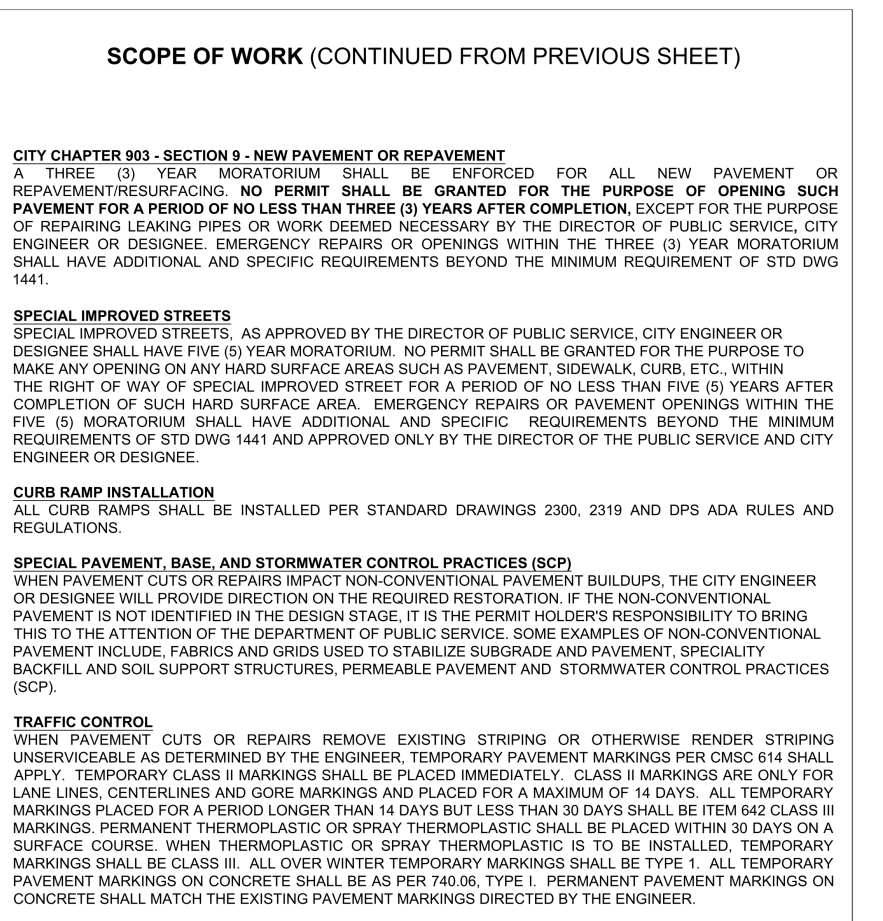 SCOPE OF WORK (CONTINUED FROM PREVIOUS SHEET)
CITY CHAPTER 903 - SECTION 9 - NEW PAVEMENT OR REPAVEMENT
A THREE (3) YEAR MORATORIUM SHALL BE ENFORCED FOR ALL NEW PAVEMENT OR
REPAVEMENT/RESURFACING. NO PERMIT SHALL BE GRANTED FOR THE PURPOSE OF OPENING SUCH
PAVEMENT FOR A PERIOD OF NO LESS THAN THREE (3) YEARS AFTER COMPLETION, EXCEPT FOR THE PURPOSE
OF REPAIRING LEAKING PIPES OR WORK DEEMED NECESSARY BY THE DIRECTOR OF PUBLIC SERVICE, CITY
ENGINEER OR DESIGNEE. EMERGENCY REPAIRS OR OPENINGS WITHIN THE THREE (3) YEAR MORATORIUM
SHALL HAVE ADDITIONAL AND SPECIFIC REQUIREMENTS BEYOND THE MINIMUM REQUIREMENT OF STD DWG
1441.
SPECIAL IMPROVED STREETS
SPECIAL IMPROVED STREETS, AS APPROVED BY THE DIRECTOR OF PUBLIC SERVICE, CITY ENGINEER OR
DESIGNEE SHALL HAVE FIVE (5) YEAR MORATORIUM. NO PERMIT SHALL BE GRANTED FOR THE PURPOSE TO
MAKE ANY OPENING ON ANY HARD SURFACE AREAS SUCH AS PAVEMENT, SIDEWALK, CURB, ETC., WITHIN
THE RIGHT OF WAY OF SPECIAL IMPROVED STREET FOR A PERIOD OF NO LESS THAN FIVE (5) YEARS AFTER
COMPLETION OF SUCH HARD SURFACE AREA. EMERGENCY REPAIRS OR PAVEMENT OPENINGS WITHIN THE
FIVE (5) MORATORIUM SHALL HAVE ADDITIONAL AND SPECIFIC REQUIREMENTS BEYOND THE MINIMUM
REQUIREMENTS OF STD DWG 1441 AND APPROVED ONLY BY THE DIRECTOR OF THE PUBLIC SERVICE AND CITY
ENGINEER OR DESIGNEE.
CURB RAMP INSTALLATION
ALL CURB RAMPS SHALL BE INSTALLED PER STANDARD DRAWINGS 2300, 2319 AND DPS ADA RULES AND
REGULATIONS.
SPECIAL PAVEMENT, BASE, AND STORMWATER CONTROL PRACTICES (SCP)
WHEN PAVEMENT CUTS OR REPAIRS IMPACT NON-CONVENTIONAL PAVEMENT BUILDUPS, THE CITY ENGINEER
OR DESIGNEE WILL PROVIDE DIRECTION ON THE REQUIRED RESTORATION. IF THE NON-CONVENTIONAL
PAVEMENT IS NOT IDENTIFIED IN THE DESIGN STAGE, IT IS THE PERMIT HOLDER'S RESPONSIBILITY TO BRING
THIS TO THE ATTENTION OF THE DEPARTMENT OF PUBLIC SERVICE. SOME EXAMPLES OF NON-CONVENTIONAL
PAVEMENT INCLUDE, FABRICS AND GRIDS USED TO STABILIZE SUBGRADE AND PAVEMENT, SPECIALITY
BACKFILL AND SOIL SUPPORT STRUCTURES, PERMEABLE PAVEMENT AND STORMWATER CONTROL PRACTICES
(SCP).
TRAFFIC CONTROL
WHEN PAVEMENT CUTS OR REPAIRS REMOVE EXISTING STRIPING OR OTHERWISE RENDER STRIPING
UNSERVICEABLE AS DETERMINED BY THE ENGINEER, TEMPORARY PAVEMENT MARKINGS PER CMSC 614 SHALL
APPLY. TEMPORARY CLASS II MARKINGS SHALL BE PLACED IMMEDIATELY. CLASS II MARKINGS ARE ONLY FOR
LANE LINES, CENTERLINES AND GORE MARKINGS AND PLACED FOR A MAXIMUM OF 14 DAYS. ALL TEMPORARY
MARKINGS PLACED FOR A PERIOD LONGER THAN 14 DAYS BUT LESS THAN 30 DAYS SHALL BE ITEM 642 CLASS III
MARKINGS. PERMANENT THERMOPLASTIC OR SPRAY THERMOPLASTIC SHALL BE PLACED WITHIN 30 DAYS ON A
SURFACE COURSE. WHEN THERMOPLASTIC OR SPRAY THERMOPLASTIC IS TO BE INSTALLED, TEMPORARY
MARKINGS SHALL BE CLASS III. ALL OVER WINTER TEMPORARY MARKINGS SHALL BE TYPE 1. ALL TEMPORARY
PAVEMENT MARKINGS ON CONCRETE SHALL BE AS PER 740.06, TYPE I. PERMANENT PAVEMENT MARKINGS ON
CONCRETE SHALL MATCH THE EXISTING PAVEMENT MARKINGS DIRECTED BY THE ENGINEER.